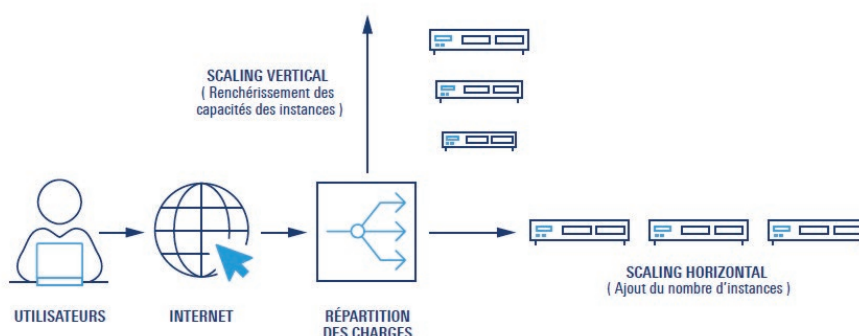 SCALING VERTICAL
( Renchérissement des
capacités des instances )
SCALING HORIZONTAL
( Ajout du nombre d'instances )
UTILISATEURS
INTERNET
RÉPARTITION
DES CHARGES